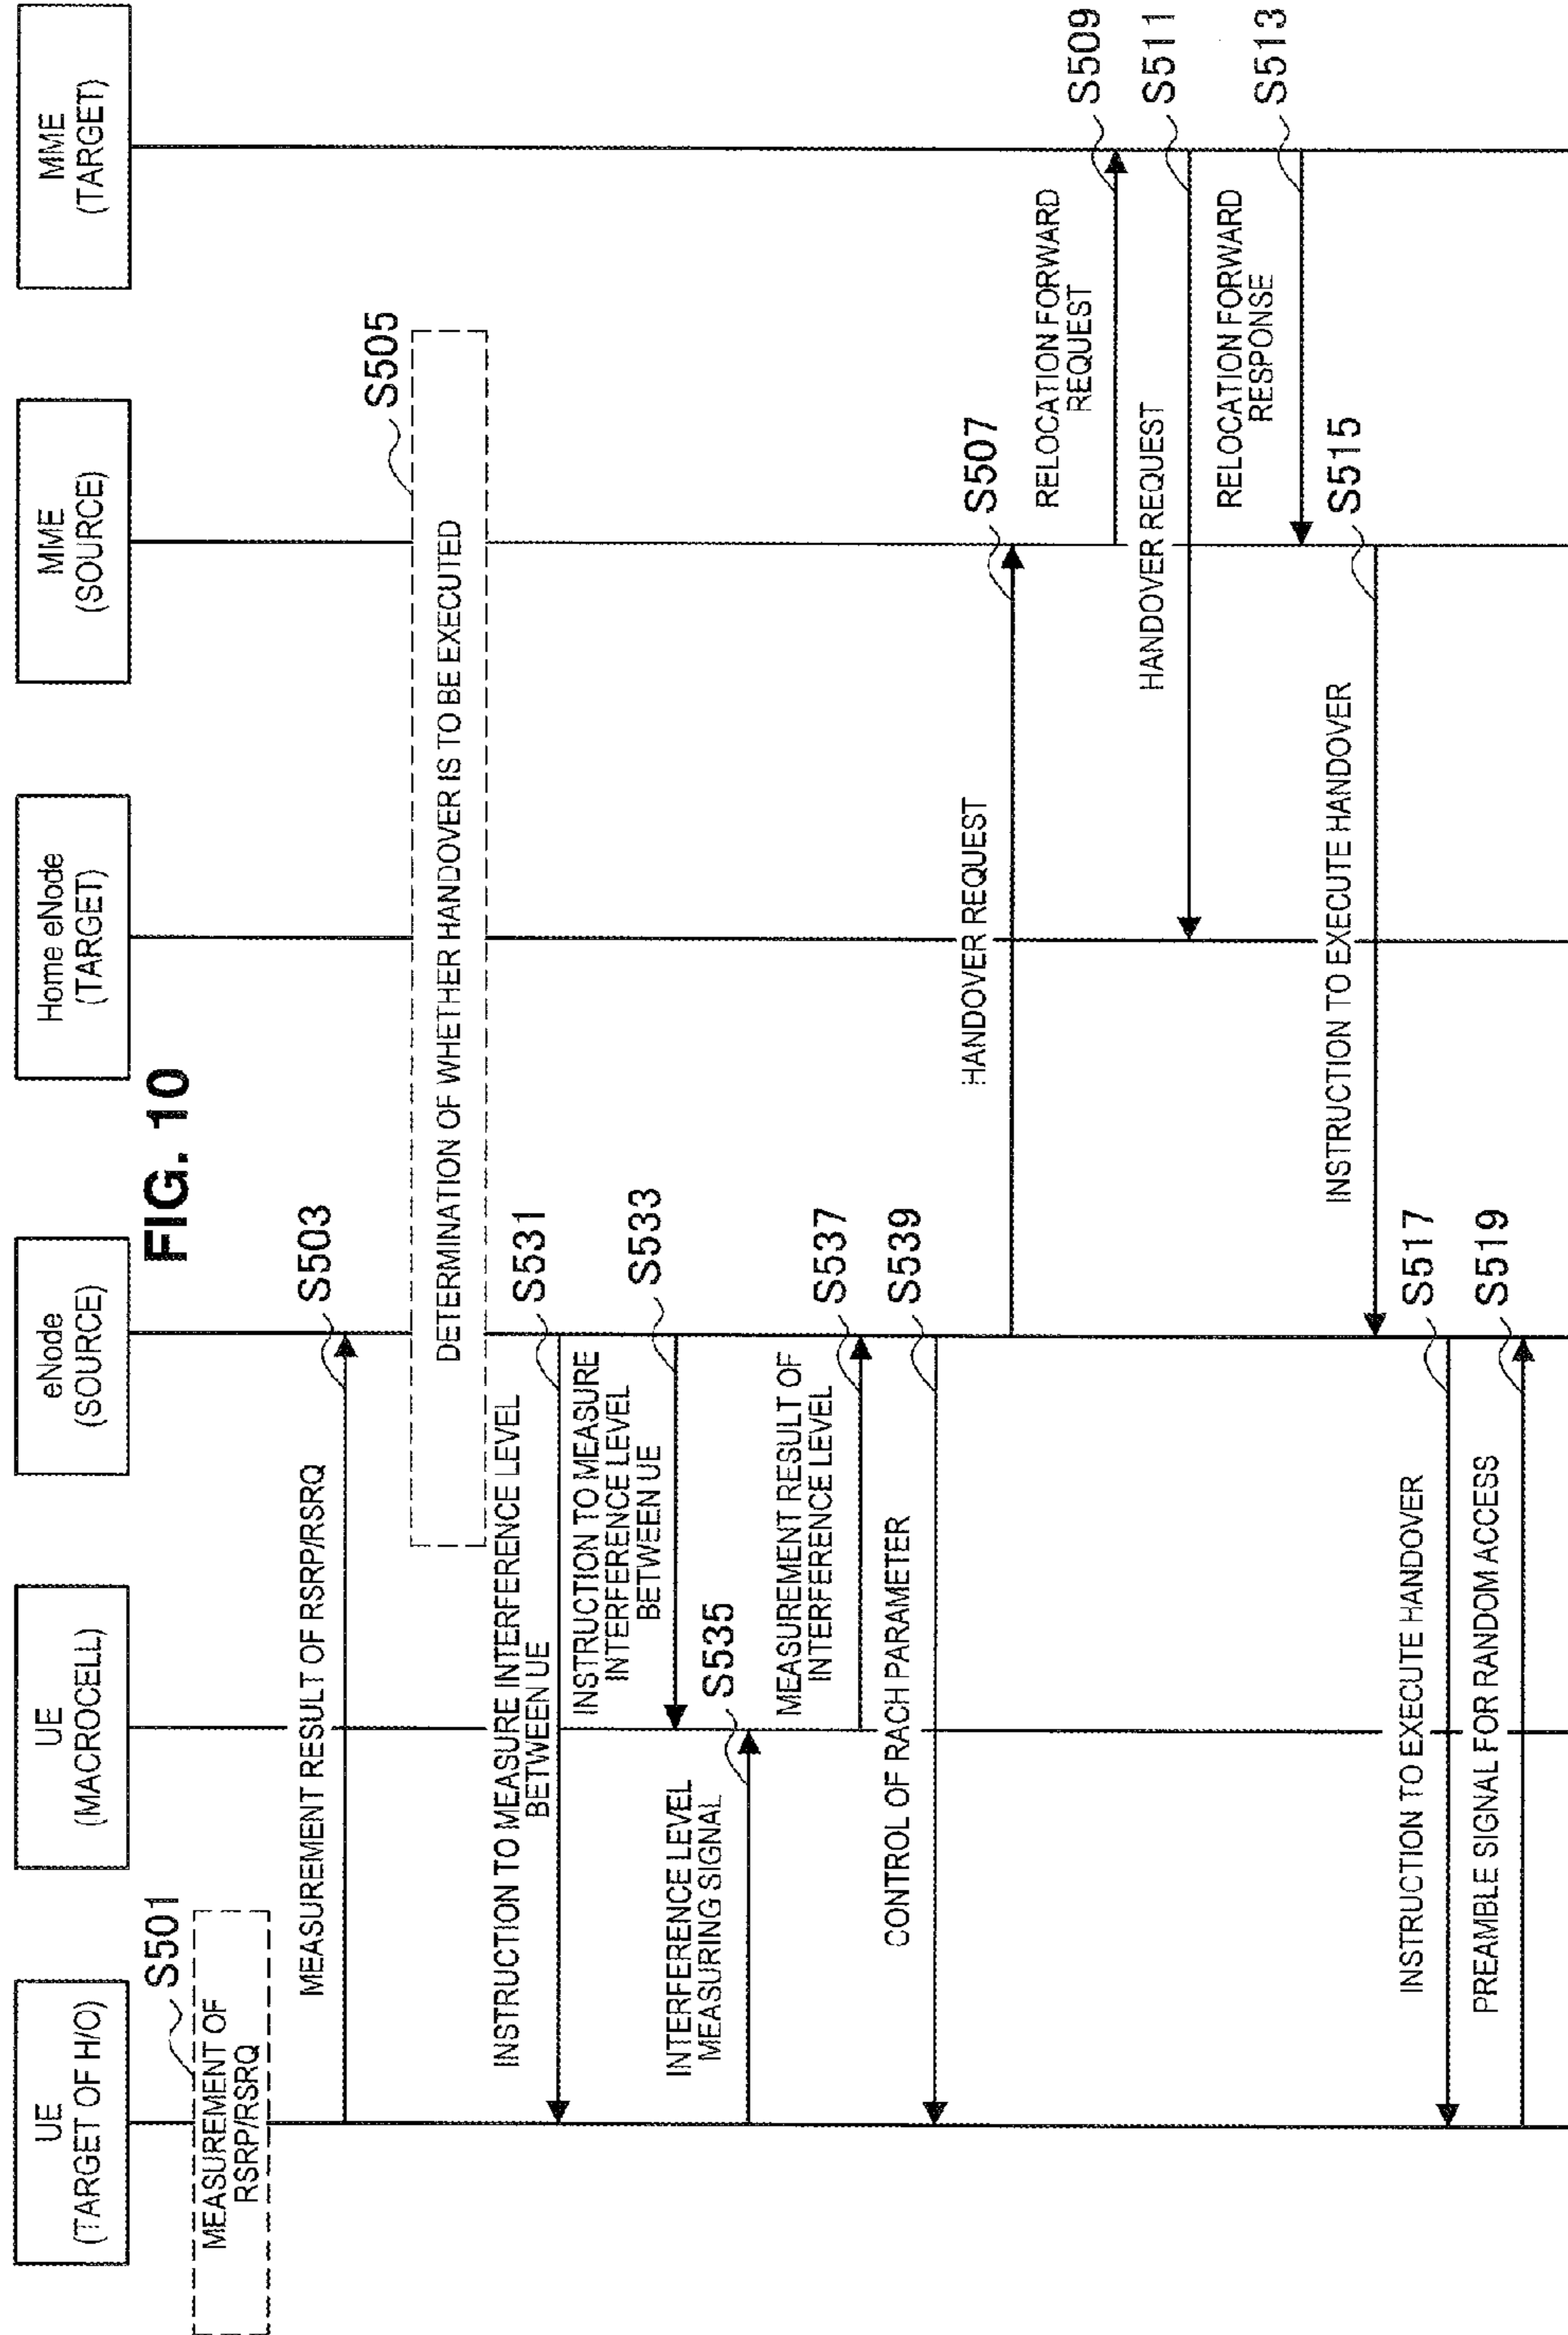 FIG. 10
UE
(TARGET OF H/O)
UE
(MACROCELL)
eNode
(SOURCE)
Home eNode
(TARGET)
MME
(SOURCE)
MME
(TARGET)
S501
MEASUREMENT OF
RSRP/RSRQ
MEASUREMENT RESULT OF RSRP/RSRQ
S503
S505
DETERMINATION OF WHETHER HANDOVER IS TO BE EXECUTED
INSTRUCTION TO MEASURE INTERFERENCE LEVEL
BETWEEN UE
S531
INSTRUCTION TO MEASURE
INTERFERENCE LEVEL
BETWEEN UE
S533
INTERFERENCE LEVEL
MEASURING SIGNAL
S535
MEASUREMENT RESULT OF
INTERFERENCE LEVEL
S537
CONTROL OF RACH PARAMETER
S539
HANDOVER REQUEST
S507
RELOCATION FORWARD
REQUEST
S509
HANDOVER REQUEST
S511
RELOCATION FORWARD
RESPONSE
S513
INSTRUCTION TO EXECUTE HANDOVER
S515
INSTRUCTION TO EXECUTE HANDOVER
S517
PREAMBLE SIGNAL FOR RANDOM ACCESS
S519